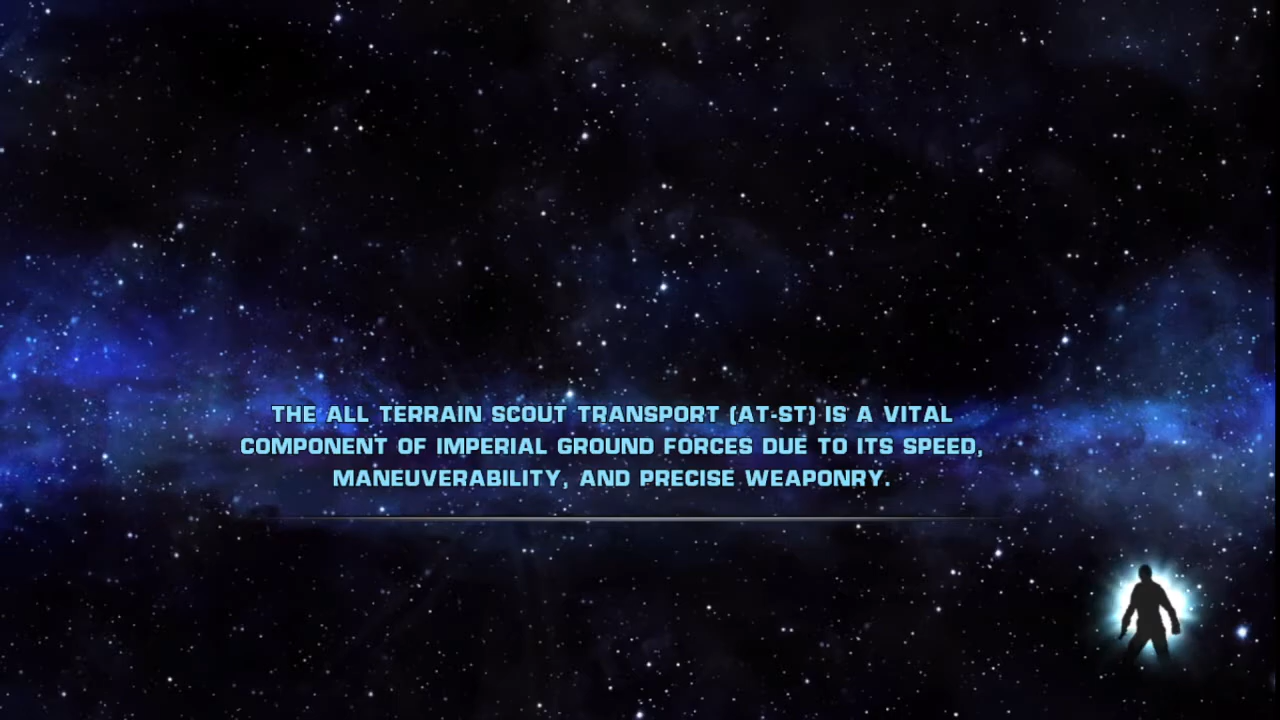 THE ALL TERRAIN SCOUT TRANSPORT (AT-ST) IS A VITAL
COMPONENT OF IMPERIAL GROUND FORCES DUE TO ITS SPEED,
MANEUVERABILITY, AND PRECISE WEAPONRY.